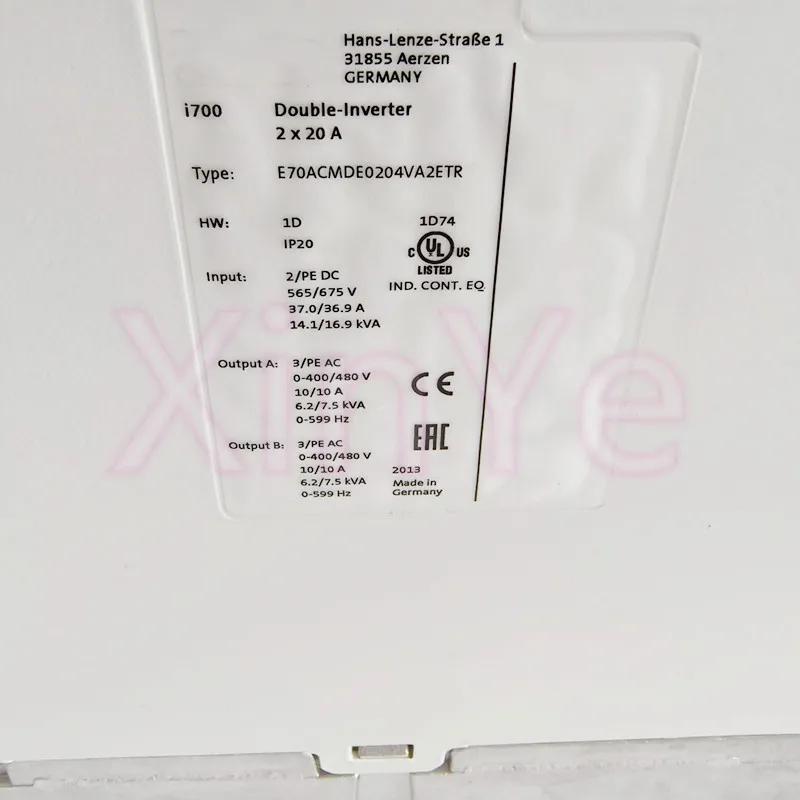 Hans-Lenze-Straße 1
31855 Aerzen
GERMANY
i700 Double-Inverter
2 x 20 A
Type: E70ACMDE0204VA2ETR
HW: 1D 1D74
IP20
C UL US
LISTED
IND. CONT. EQ
Input: 2/PE DC
565/675 V
37.0/36.9 A
14.1/16.9 kVA
Output A: 3/PE AC
0-400/480 V
10/10 A
6.2/7.5 kVA
0-599 Hz
CE
EAC
Output B: 3/PE AC
0-400/480 V
10/10 A
6.2/7.5 kVA
0-599 Hz
2013
Made in
Germany
XinYe